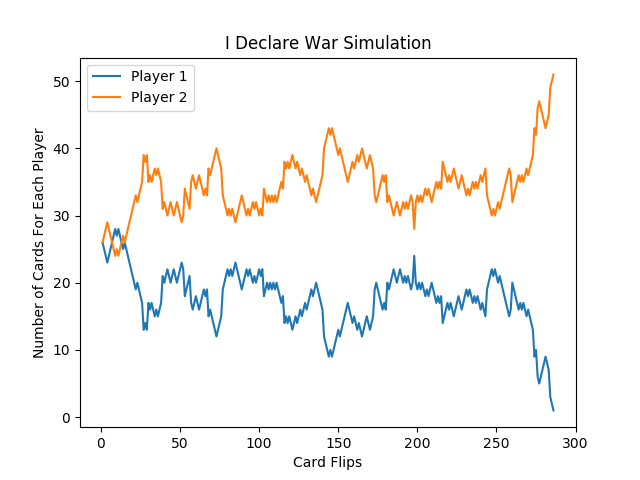 I Declare War Simulation
Player 1
Player 2
Number of Cards For Each Player
50
40
30
20
10
0
0 50 100 150 200 250 300
Card Flips